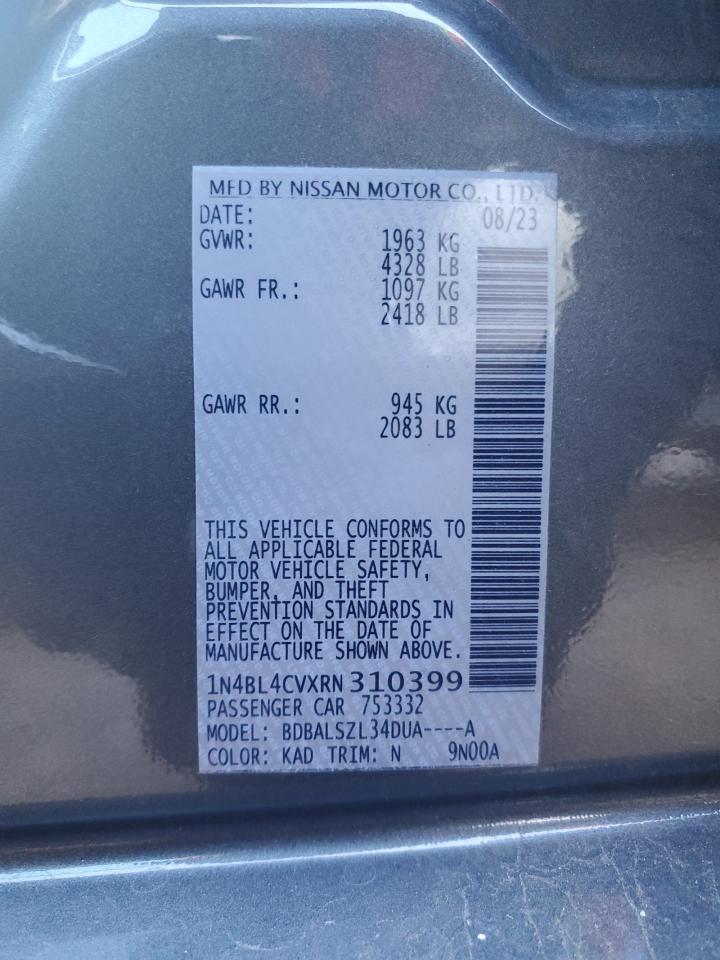 MFD BY NISSAN MOTOR CO., LTD.
DATE: 08/23
GVWR: 1963 KG
4328 LB
GAWR FR.: 1097 KG
2418 LB
GAWR RR.: 945 KG
2083 LB
THIS VEHICLE CONFORMS TO
ALL APPLICABLE FEDERAL
MOTOR VEHICLE SAFETY,
BUMPER, AND THEFT
PREVENTION STANDARDS IN
EFFECT ON THE DATE OF
MANUFACTURE SHOWN ABOVE.
1N4BL4CVXRN310399
PASSENGER CAR 753332
MODEL: BDBALSZL34DUA----A
COLOR: KAD TRIM: N 9N00A